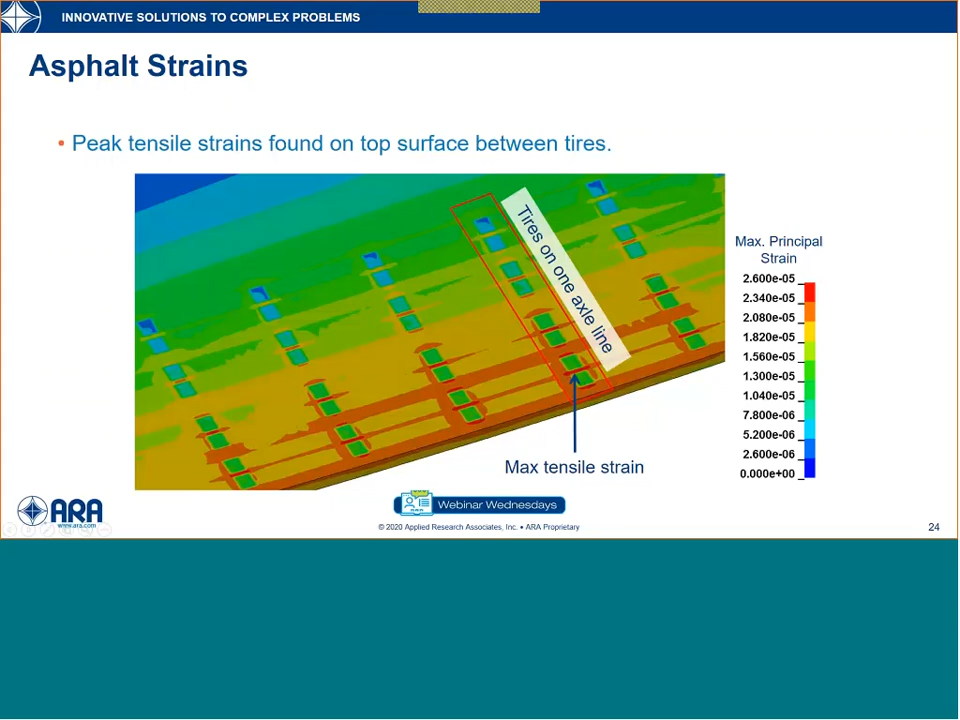 INNOVATIVE SOLUTIONS TO COMPLEX PROBLEMS
Asphalt Strains
• Peak tensile strains found on top surface between tires.
Tires on one axle line
Max tensile strain
Max. Principal
Strain
2.600e-05
2.340e-05
2.080e-05
1.820e-05
1.560e-05
1.300e-05
1.040e-05
7.800e-06
5.200e-06
2.600e-06
0.000e+00
ARA
www.ara.com
Webinar Wednesdays
© 2020 Applied Research Associates, Inc. • ARA Proprietary
24